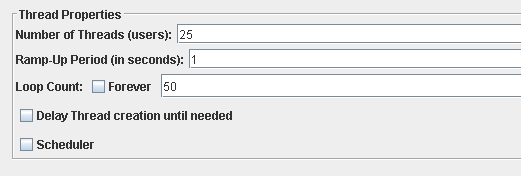 Thread Properties
Number of Threads (users): 25
Ramp-Up Period (in seconds): 1
Loop Count: Forever 50
Delay Thread creation until needed
Scheduler